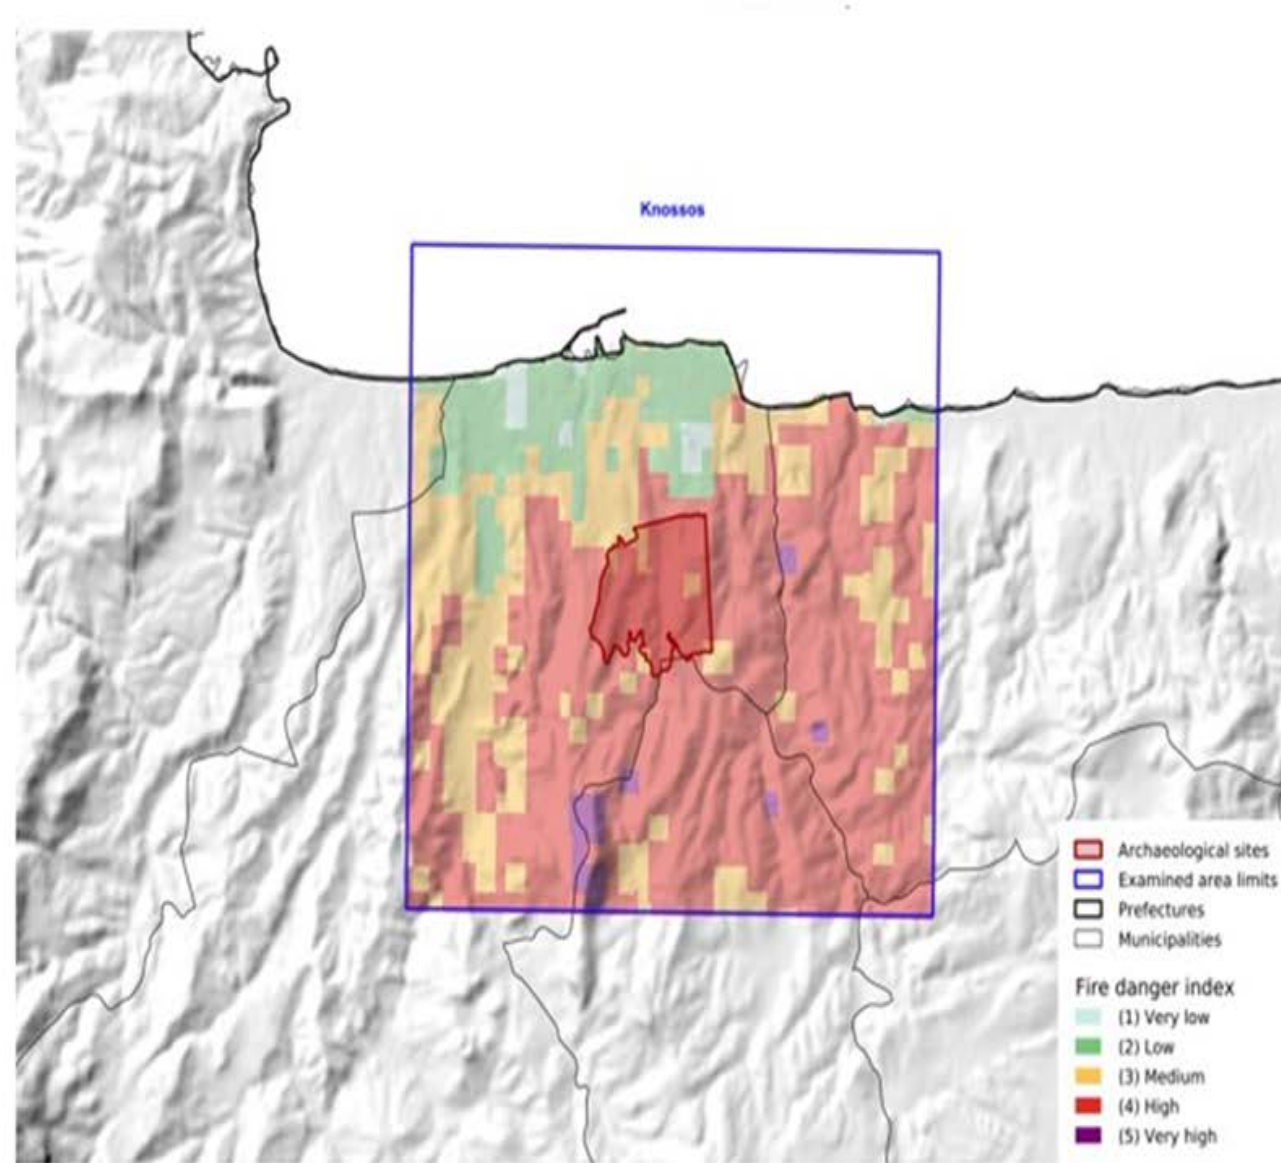 Knossos
Archaeological sites
Examined area limits
Prefectures
Municipalities
Fire danger index
(1) Very low
(2) Low
(3) Medium
(4) High
(5) Very high